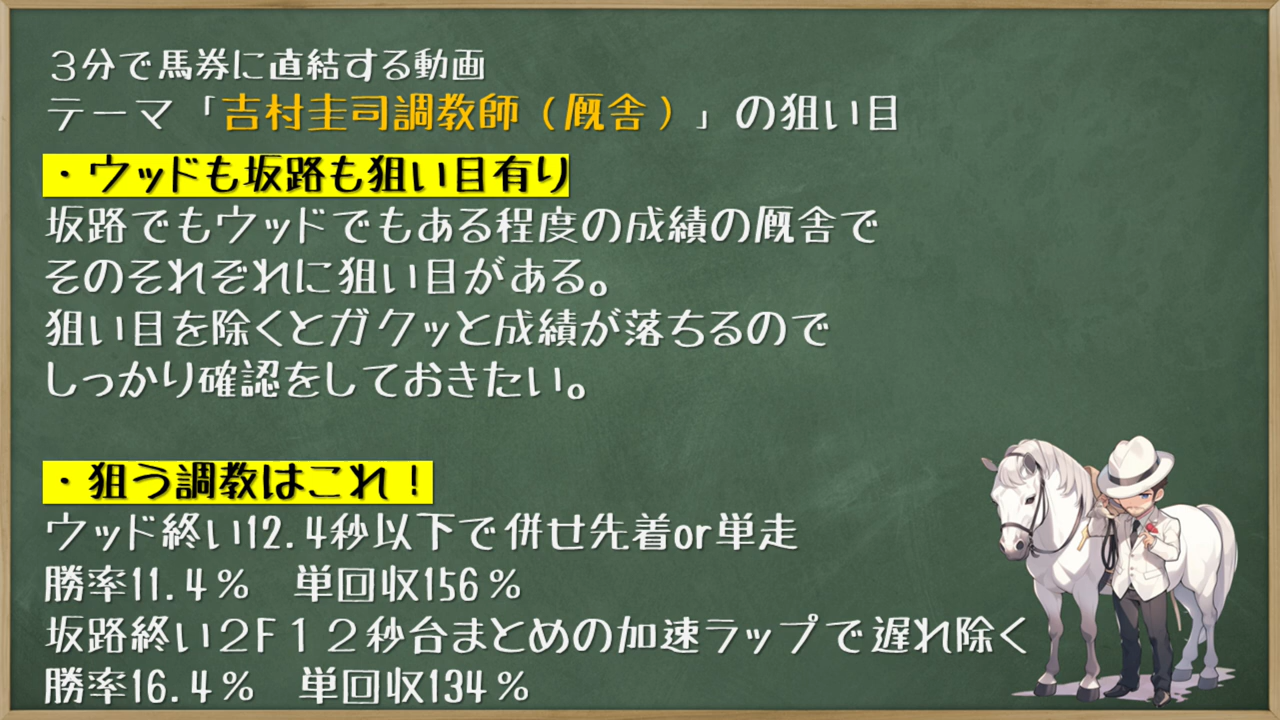 ３分で馬券に直結する動画
テーマ「吉村圭司調教師（厩舎）」の狙い目
・ウッドも坂路も狙い目有り
坂路でもウッドでもある程度の成績の厩舎で
そのそれぞれに狙い目がある。
狙い目を除くとガクッと成績が落ちるので
しっかり確認をしておきたい。
・狙う調教はこれ！
ウッド終い12.4秒以下で併せ先着or単走
勝率11.4％　単回収156％
坂路終い２F１２秒台まとめの加速ラップで遅れ除く
勝率16.4％　単回収134％